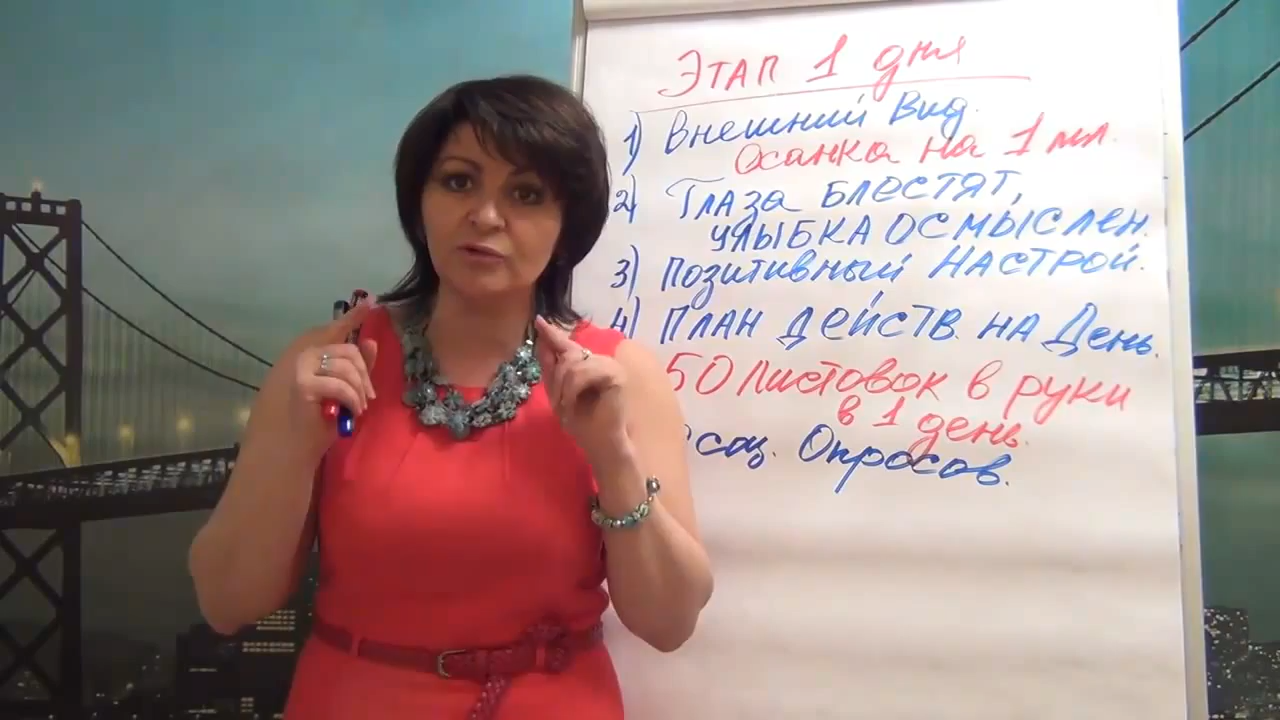 ЭТАП 1 дня
1) Внешний Вид.
Осанка на 1 мл.
2) Глаза БЛЕСТЯТ,
УЛЫБКА ОСМЫСЛЕН.
3) Позитивный НАСТРОЙ.
4) ПЛАН ДЕЙСТВ. НА День.
50 Листовок в руки
в 1 день.
соц. Опросов.